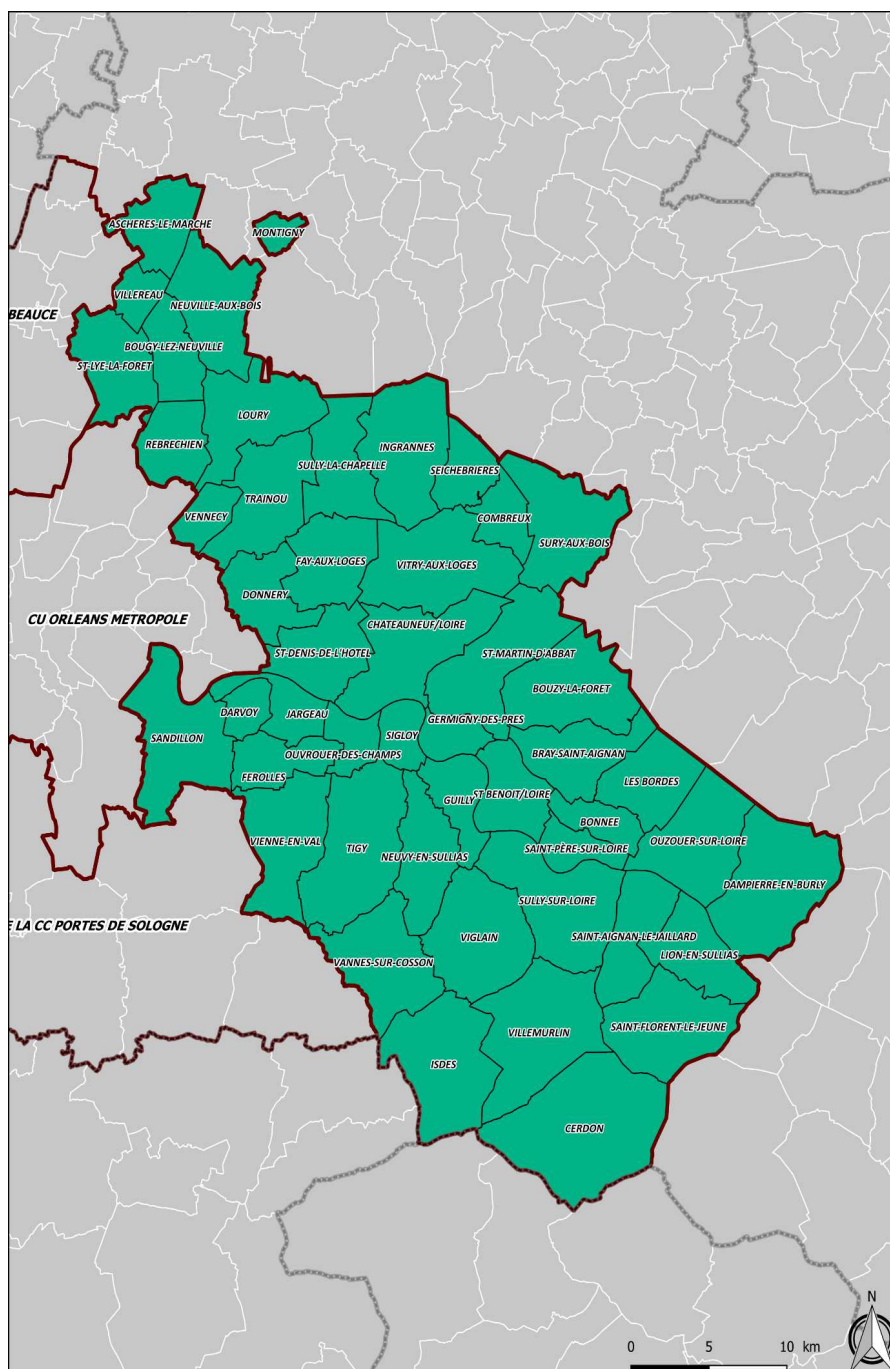 ASCHERES-LE-MARCHE
MONTIGNY
VILLEREAU
NEUVILLE-AUX-BOIS
BEAUCE
BOUGY-LEZ-NEUVILLE
ST-LYE-LA-FORET
LOURY
REBRECHIEN
INGRANNES
SULLY-LA-CHAPELLE
SEICHEBRIERES
TRAINOU
VENNECY
COMBREUX
SURY-AUX-BOIS
FAY-AUX-LOGES
VITRY-AUX-LOGES
DONNERY
CU ORLEANS METROPOLE
CHATEAUNEUF/LOIRE
ST-DENIS-DE-L'HOTEL
ST-MARTIN-D'ABBAT
BOUZY-LA-FORET
DARVOY
JARGEAU
GERMIGNY-DES-PRES
SANDILLON
SIGLOY
OUVROUER-DES-CHAMPS
BRAY-SAINT-AIGNAN
FEROLLES
LES BORDES
GUILLY
ST BENOIT/LOIRE
BONNEE
VIENNE-EN-VAL
TIGY
NEUVY-EN-SULLIAS
SAINT-PÈRE-SUR-LOIRE
OUZOUER-SUR-LOIRE
DAMPIERRE-EN-BURLY
SULLY-SUR-LOIRE
E LA CC PORTES DE SOLOGNE
VIGLAIN
SAINT-AIGNAN-LE-JAILLARD
LION-EN-SULLIAS
VANNES-SUR-COSSON
VILLEMURLIN
SAINT-FLORENT-LE-JEUNE
ISDES
CERDON
N
0 5 10 km